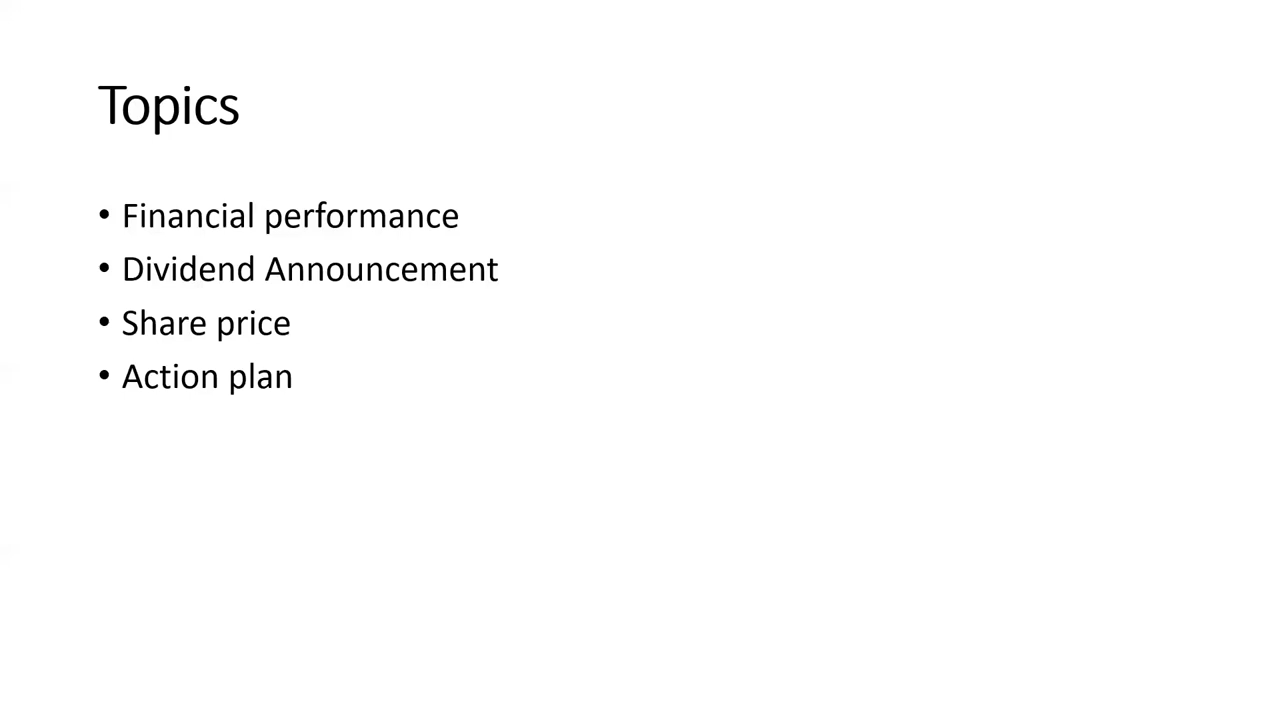 Topics
• Financial performance
• Dividend Announcement
• Share price
• Action plan